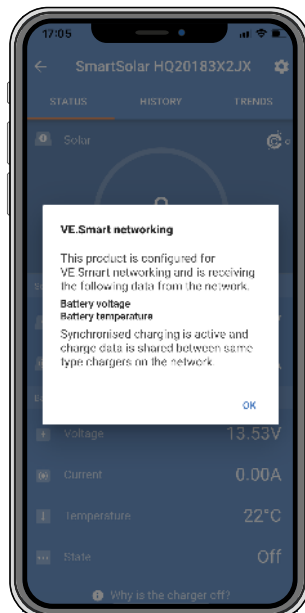 17:05
SmartSolar HQ20183X2JX
STATUS HISTORY TRENDS
Solar
VE.Smart networking
This product is configured for
VE Smart networking and is receiving
the following data from the network.
Battery voltage
Battery temperature
Synchronised charging is active and
charge data is shared between same
type chargers on the network.
OK
Voltage 13.53V
Current 0.00A
Temperature 22°C
State Off
Why is the charger off?